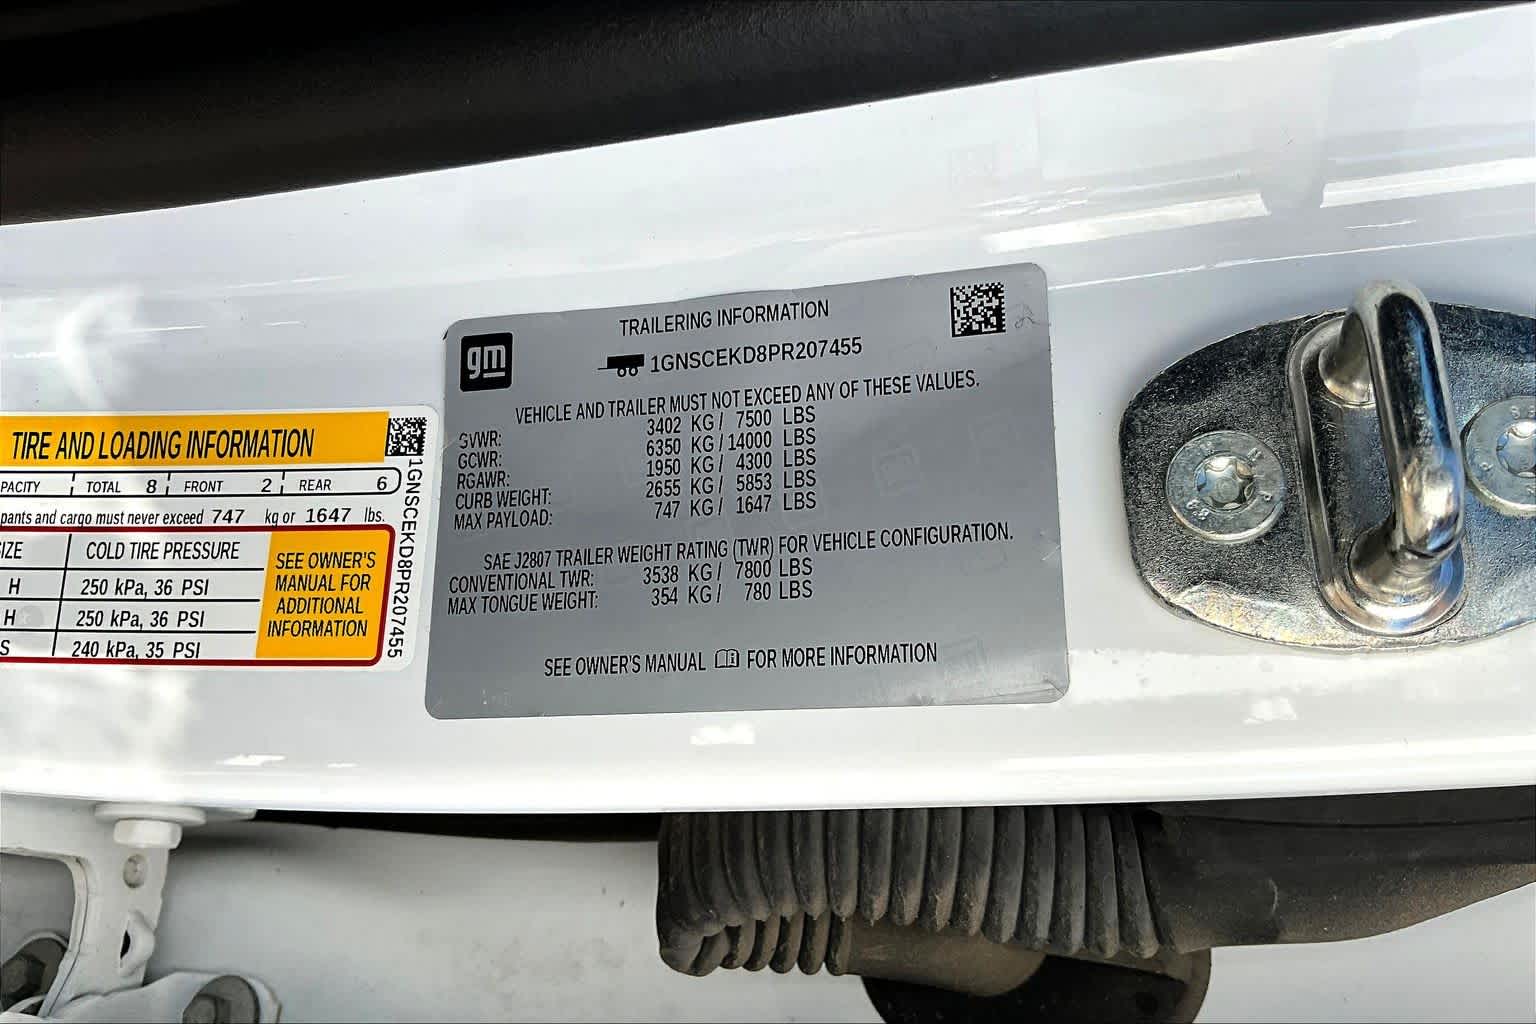 gm
TRAILERING INFORMATION
1GNSCEKD8PR207455
VEHICLE AND TRAILER MUST NOT EXCEED ANY OF THESE VALUES.
GVWR: 3402 KG / 7500 LBS
GCWR: 6350 KG / 14000 LBS
RGAWR: 1950 KG / 4300 LBS
CURB WEIGHT: 2655 KG / 5853 LBS
MAX PAYLOAD: 747 KG / 1647 LBS
SAE J2807 TRAILER WEIGHT RATING (TWR) FOR VEHICLE CONFIGURATION.
CONVENTIONAL TWR: 3538 KG / 7800 LBS
MAX TONGUE WEIGHT: 354 KG / 780 LBS
SEE OWNER'S MANUAL FOR MORE INFORMATION
TIRE AND LOADING INFORMATION
PACITY TOTAL 8 FRONT 2 REAR 6
pants and cargo must never exceed 747 kg or 1647 lbs.
IZE COLD TIRE PRESSURE
H 250 kPa, 36 PSI
H 250 kPa, 36 PSI
S 240 kPa, 35 PSI
SEE OWNER'S
MANUAL FOR
ADDITIONAL
INFORMATION
1GNSCEKD8PR207455